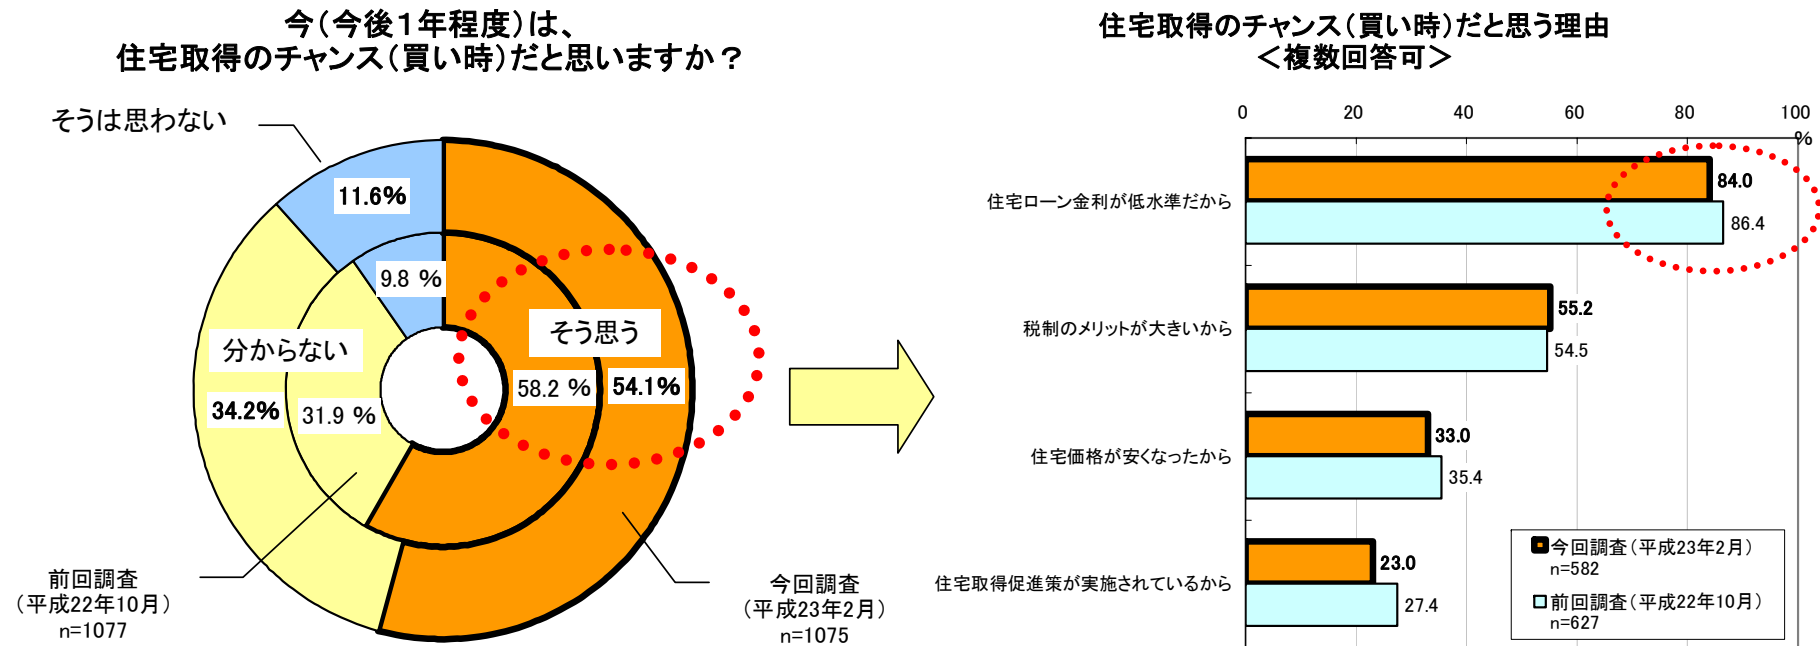 今（今後１年程度）は、
住宅取得のチャンス（買い時）だと思いますか？
そうは思わない
11.6%
9.8 %
そう思う
58.2 %
54.1%
分からない
34.2%
31.9 %
前回調査
（平成22年10月）
n=1077
今回調査
（平成23年2月）
n=1075
住宅取得のチャンス（買い時）だと思う理由
＜複数回答可＞
0 20 40 60 80 100
%
住宅ローン金利が低水準だから
84.0
86.4
税制のメリットが大きいから
55.2
54.5
住宅価格が安くなったから
33.0
35.4
住宅取得促進策が実施されているから
23.0
27.4
今回調査（平成23年2月）
n=582
前回調査（平成22年10月）
n=627